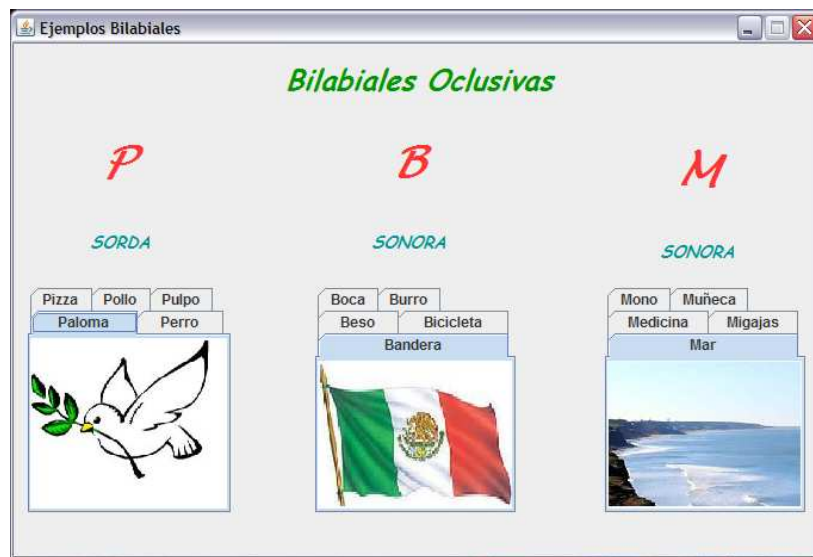 Ejemplos Bilabiales
Bilabiales Oclusivas
P
SORDA
Pizza Pollo Pulpo
Paloma Perro
B
SONORA
Boca Burro
Beso Bicicleta
Bandera
M
SONORA
Mono Muñeca
Medicina Migajas
Mar